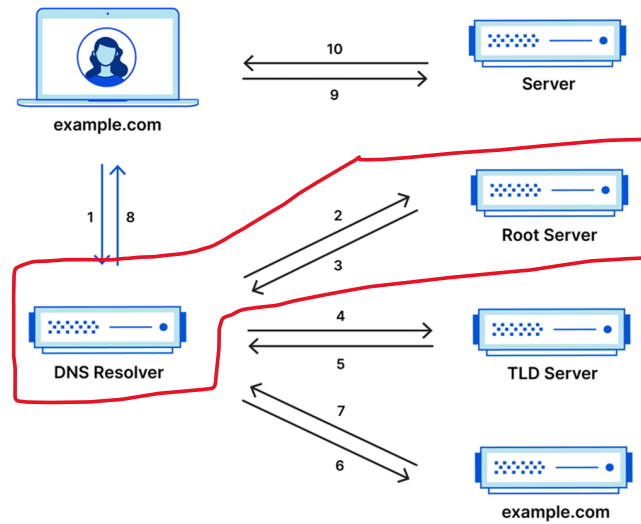 10
9
Server
example.com
1
8
2
3
Root Server
4
5
DNS Resolver
TLD Server
7
6
example.com